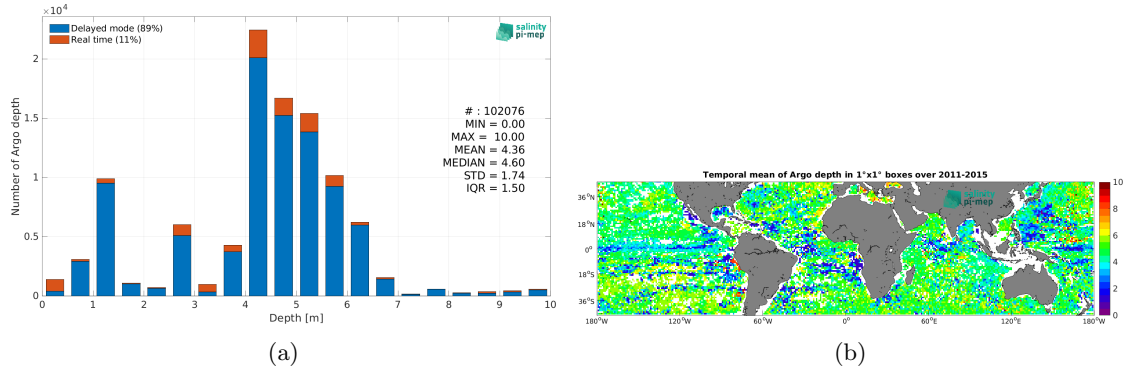 ×10⁴
Delayed mode (89%)
Real time (11%)
salinity
pi-mep
# : 102076
MIN = 0.00
MAX = 10.00
MEAN = 4.36
MEDIAN = 4.60
STD = 1.74
IQR = 1.50
Number of Argo depth
2
1.5
1
0.5
0
0 1 2 3 4 5 6 7 8 9 10
Depth [m]
(a)
Temporal mean of Argo depth in 1°x1° boxes over 2011-2015
salinity
pi-mep
36°N
18°N
0°
18°S
36°S
180°W 120°W 60°W 0° 60°E 120°E 180°W
10
8
6
4
2
0
(b)